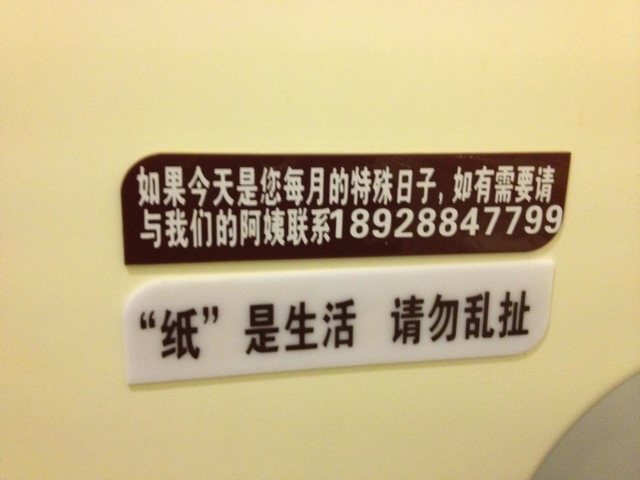 如果今天是您每月的特殊日子，如有需要请
与我们的阿姨联系18928847799
“纸”是生活 请勿乱扯